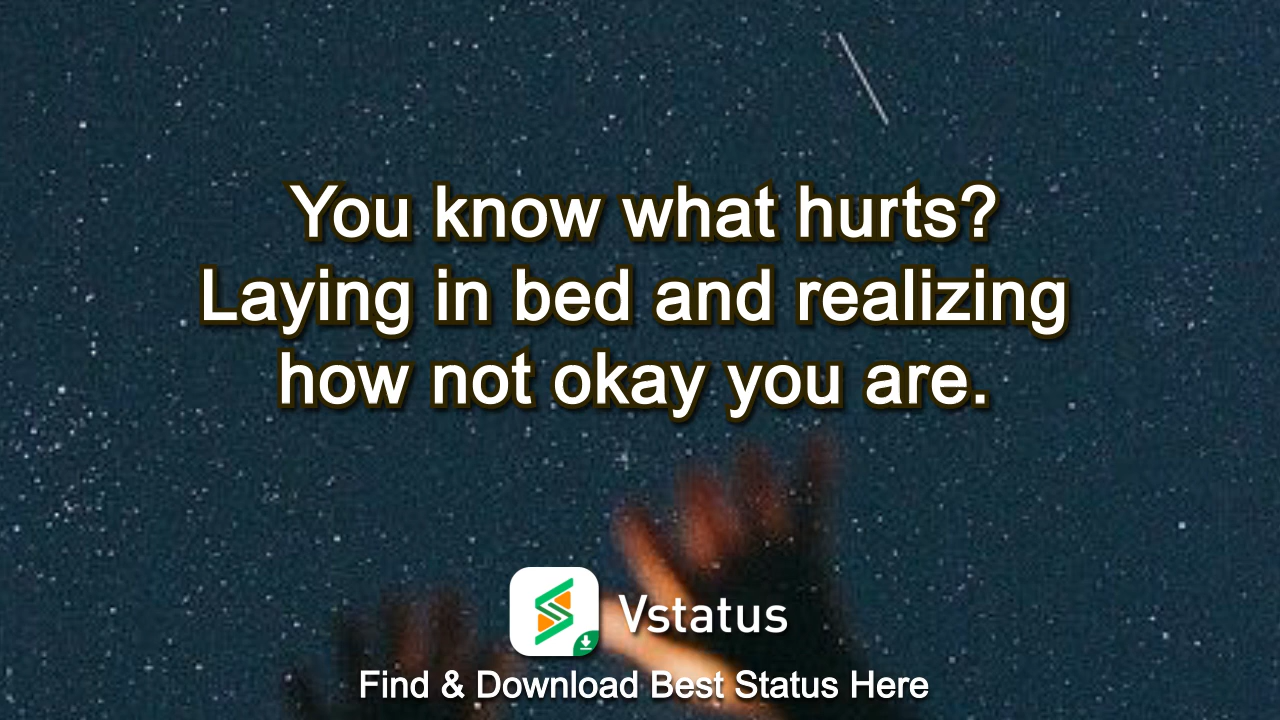 You know what hurts?
Laying in bed and realizing
how not okay you are.
Vstatus
Find & Download Best Status Here